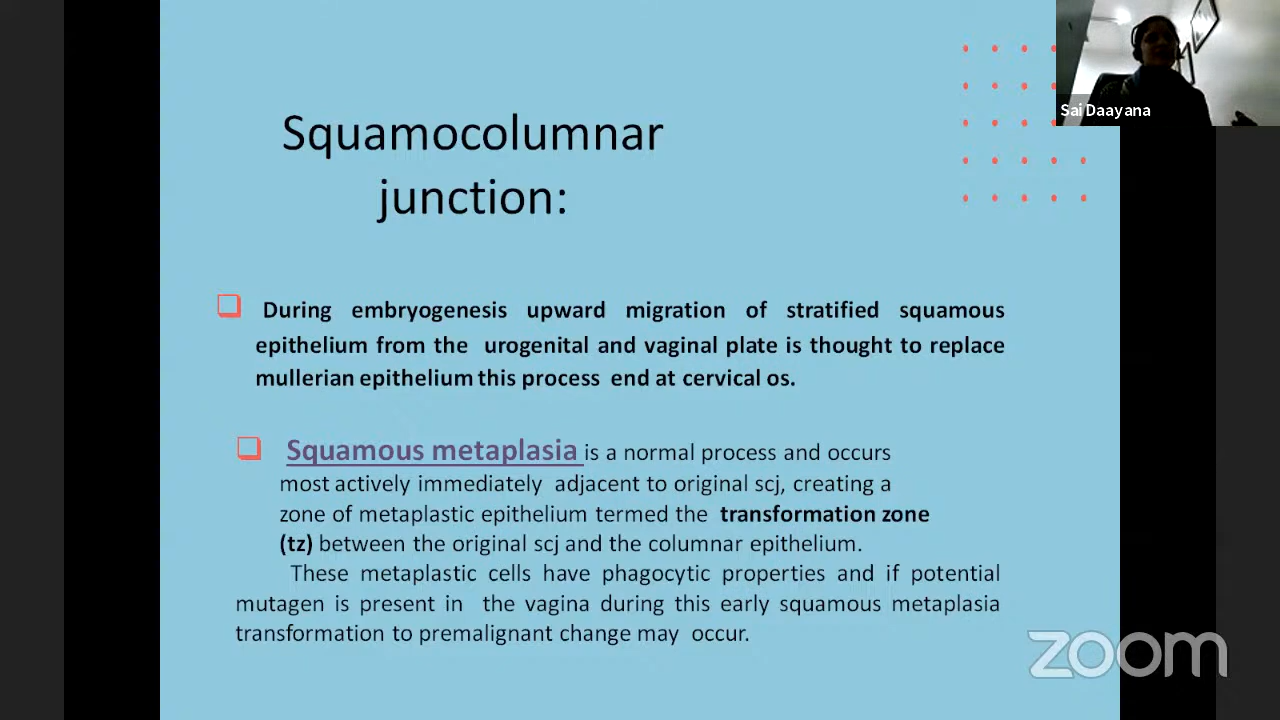 Sai Daayana
Squamocolumnar
junction:
During embryogenesis upward migration of stratified squamous
epithelium from the urogenital and vaginal plate is thought to replace
mullerian epithelium this process end at cervical os.
Squamous metaplasia is a normal process and occurs
most actively immediately adjacent to original scj, creating a
zone of metaplastic epithelium termed the transformation zone
(tz) between the original scj and the columnar epithelium.
These metaplastic cells have phagocytic properties and if potential
mutagen is present in the vagina during this early squamous metaplasia
transformation to premalignant change may occur.
zoom